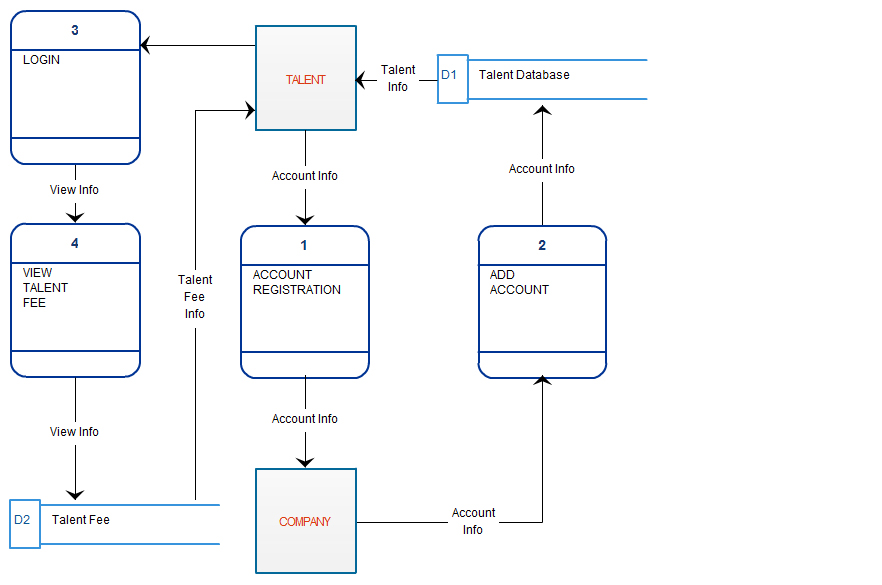 3
LOGIN
TALENT
Talent
Info
D1
Talent Database
View Info
Account Info
Account Info
4
VIEW
TALENT
FEE
Talent
Fee
Info
1
ACCOUNT
REGISTRATION
2
ADD
ACCOUNT
View Info
Account Info
D2
Talent Fee
COMPANY
Account
Info